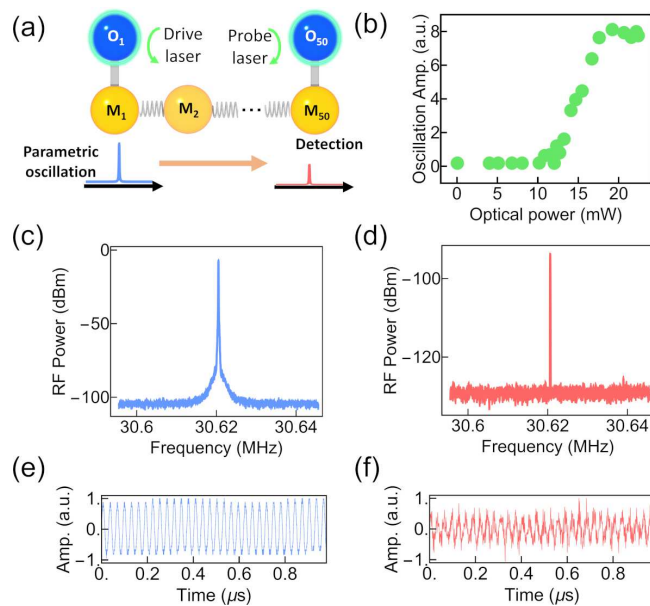 (a)
O1
Drive
laser
Probe
laser
O50
M1
M2
...
M50
Parametric
oscillation
Detection
(b)
Oscillation Amp. (a.u.)
8
6
4
2
0
0 5 10 15 20
Optical power (mW)
(c)
RF Power (dBm)
0
−50
−100
30.6 30.62 30.64
Frequency (MHz)
(d)
RF Power (dBm)
−100
−120
30.6 30.62 30.64
Frequency (MHz)
(e)
Amp. (a.u.)
1.
0
−1.
0. 0.2 0.4 0.6 0.8
Time (μs)
(f)
Amp. (a.u.)
1.
0
−1.
0. 0.2 0.4 0.6 0.8
Time (μs)